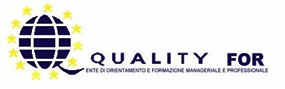 QUALITY FOR
ENTE DI ORIENTAMENTO E FORMAZIONE MANAGERIALE E PROFESSIONALE